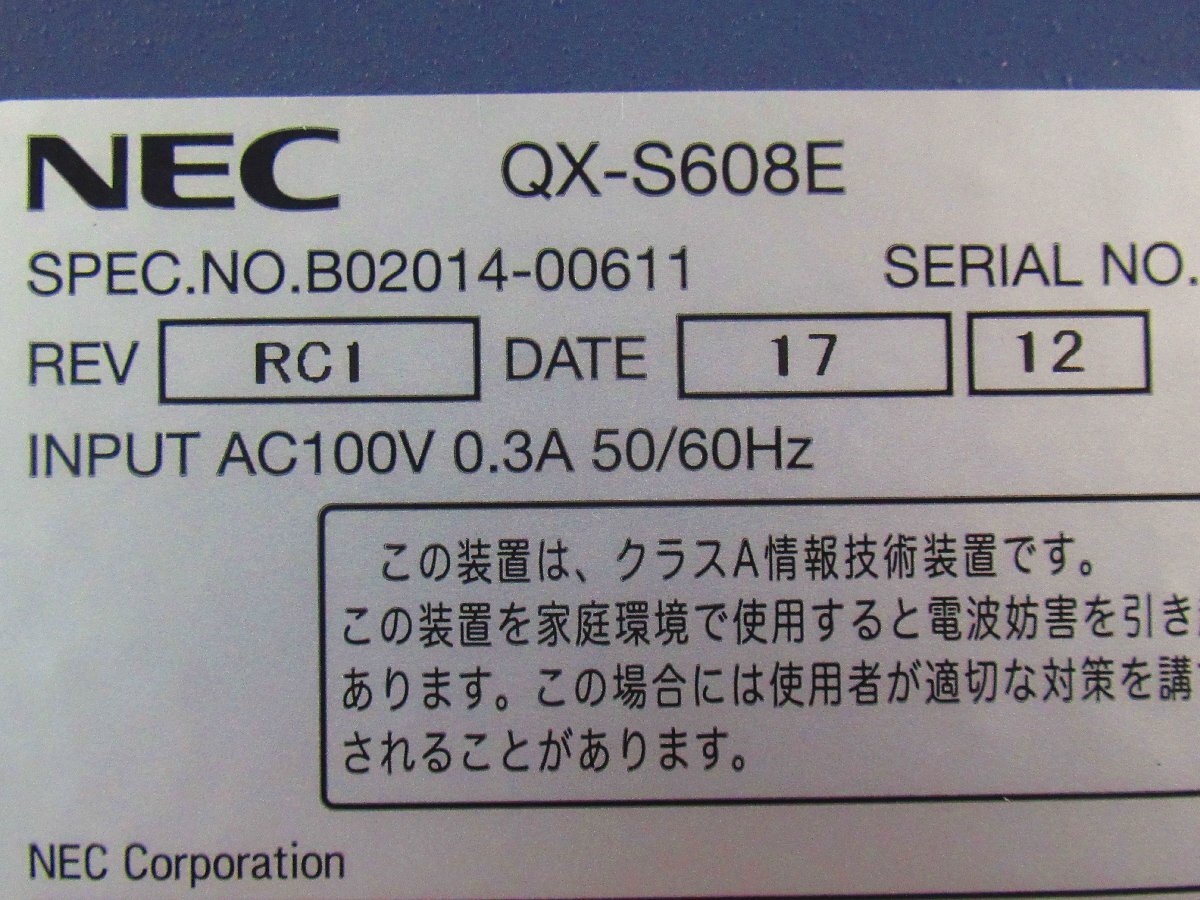 NEC QX-S608E
SPEC.NO.B02014-00611 SERIAL NO.
REV RC1 DATE 17 12
INPUT AC100V 0.3A 50/60Hz
この装置は、クラスA情報技術装置です。
この装置を家庭環境で使用すると電波妨害を引き
あります。この場合には使用者が適切な対策を講
されることがあります。
NEC Corporation